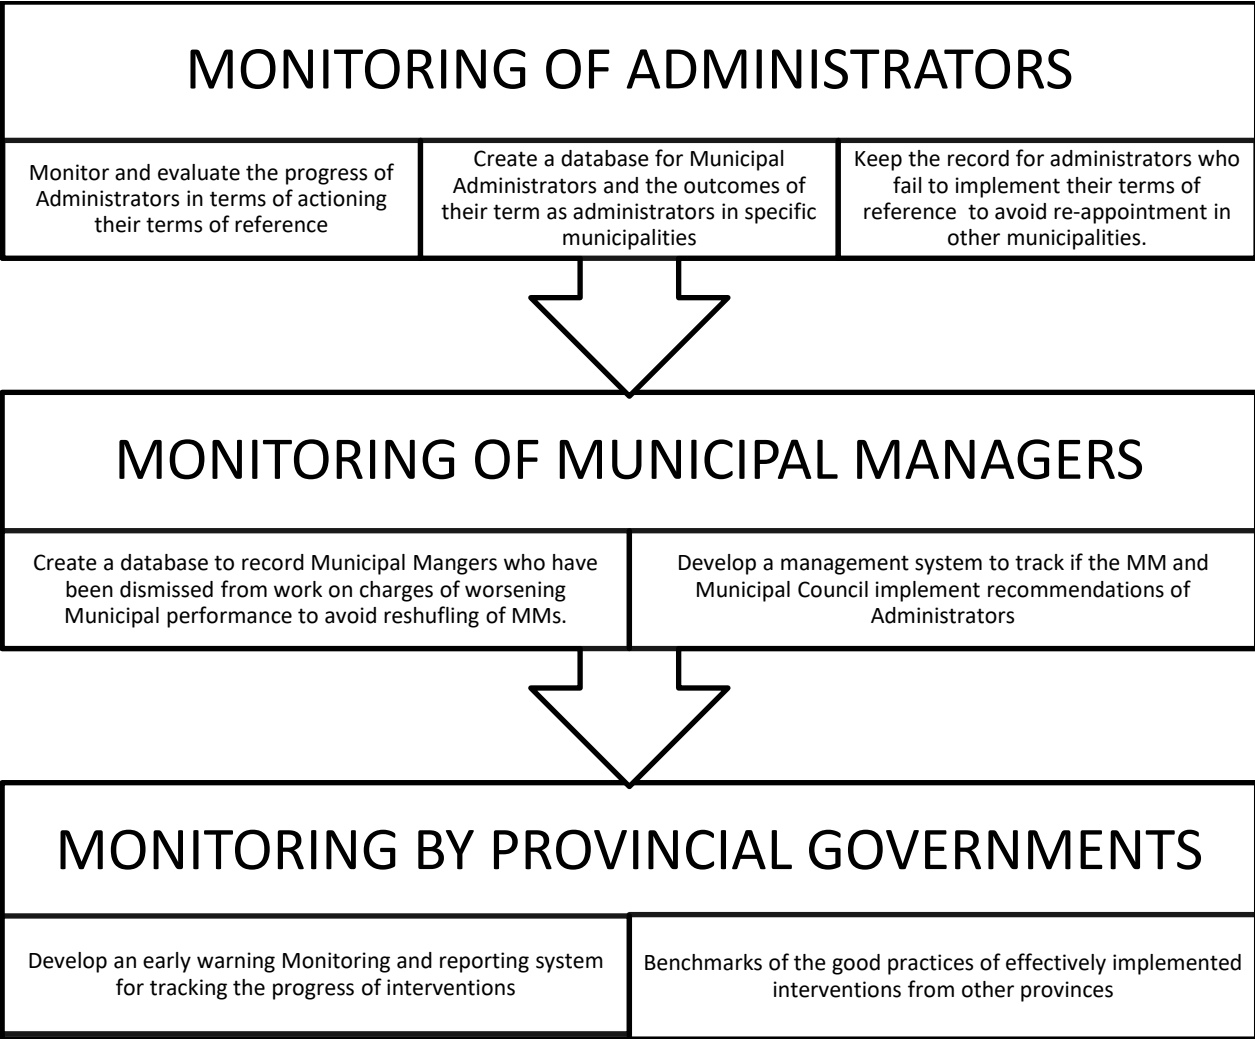 MONITORING OF ADMINISTRATORS
Monitor and evaluate the progress of
Administrators in terms of actioning
their terms of reference
Create a database for Municipal
Administrators and the outcomes of
their term as administrators in specific
municipalities
Keep the record for administrators who
fail to implement their terms of
reference  to avoid re-appointment in
other municipalities.
MONITORING OF MUNICIPAL MANAGERS
Create a database to record Municipal Mangers who have
been dismissed from work on charges of worsening
Municipal performance to avoid reshufling of MMs.
Develop a management system to track if the MM and
Municipal Council implement recommendations of
Administrators
MONITORING BY PROVINCIAL GOVERNMENTS
Develop an early warning Monitoring and reporting system
for tracking the progress of interventions
Benchmarks of the good practices of effectively implemented
interventions from other provinces